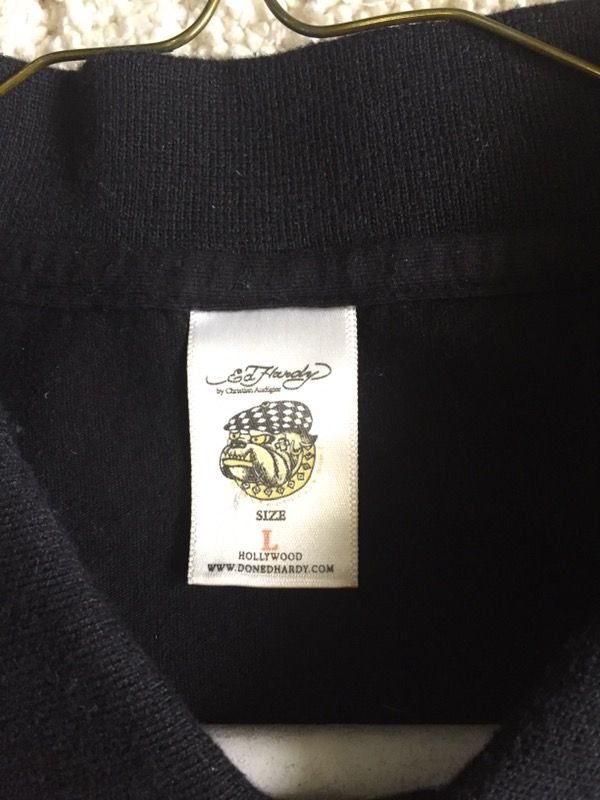 Ed Hardy
by Christian Audigier
SIZE
L
HOLLYWOOD
WWW.DONEDHARDY.COM